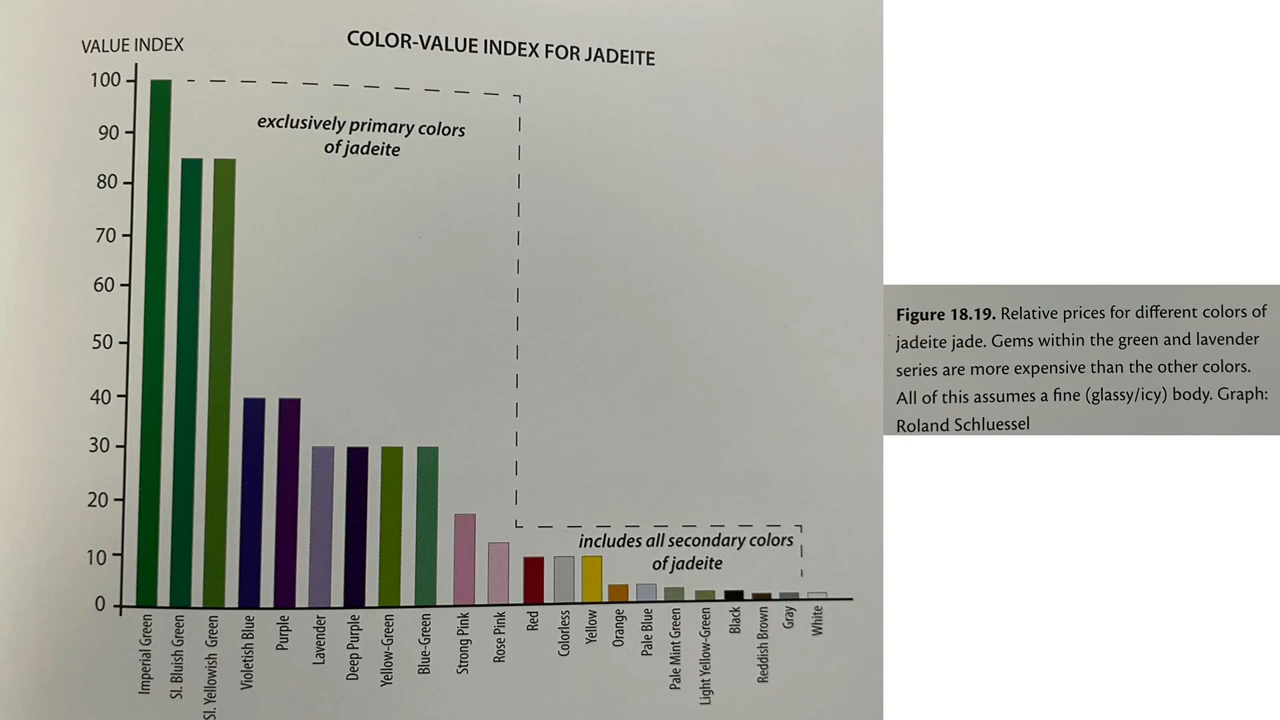 COLOR-VALUE INDEX FOR JADEITE
VALUE INDEX
100
90
80
70
60
50
40
30
20
10
0
exclusively primary colors
of jadeite
includes all secondary colors
of jadeite
Imperial Green
Sl. Bluish Green
Sl. Yellowish Green
Violetish Blue
Purple
Lavender
Deep Purple
Yellow-Green
Blue-Green
Strong Pink
Rose Pink
Red
Colorless
Yellow
Orange
Pale Blue
Pale Mint Green
Light Yellow-Green
Black
Reddish Brown
Gray
White
Figure 18.19. Relative prices for different colors of
jadeite jade. Gems within the green and lavender
series are more expensive than the other colors.
All of this assumes a fine (glassy/icy) body. Graph:
Roland Schluessel